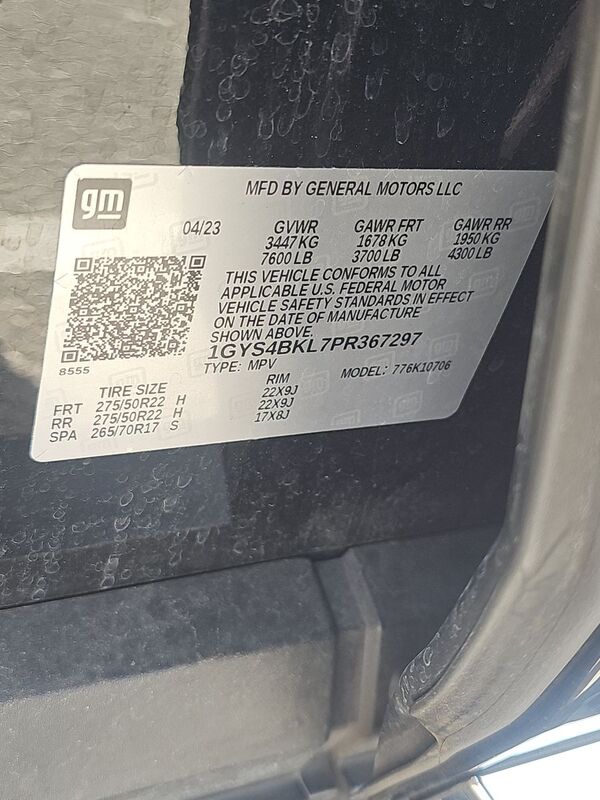 gm
MFD BY GENERAL MOTORS LLC
04/23 GVWR GAWR FRT GAWR RR
3447 KG 1678 KG 1950 KG
7600 LB 3700 LB 4300 LB
THIS VEHICLE CONFORMS TO ALL
APPLICABLE U.S. FEDERAL MOTOR
VEHICLE SAFETY STANDARDS IN EFFECT
ON THE DATE OF MANUFACTURE
SHOWN ABOVE.
1GYS4BKL7PR367297
8555
TYPE: MPV MODEL: 776K10706
TIRE SIZE RIM
FRT 275/50R22 H 22X9J
RR 275/50R22 H 22X9J
SPA 265/70R17 S 17X8J